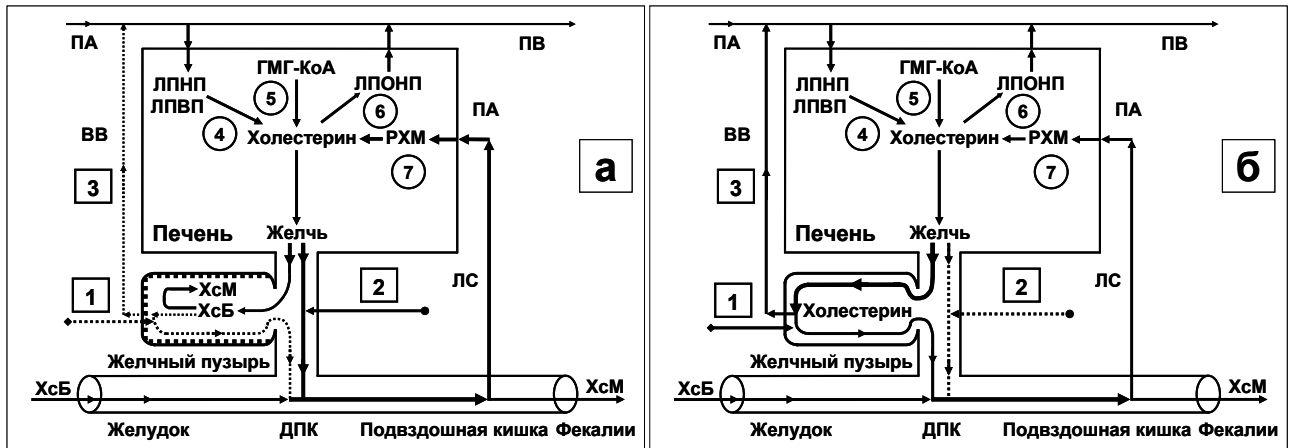 ПА
ПВ
ГМГ-КоА
ЛПНП
ЛПОНП
ЛПВП
5
6
ПА
ВВ
4
Холестерин
РХМ
а
7
3
Печень
Желчь
1
ХсМ
2
ЛС
ХсБ
Желчный пузырь
ХсБ
ХсМ
Желудок
ДПК
Подвздошная кишка
Фекалии
ПА
ПВ
ГМГ-КоА
ЛПНП
ЛПОНП
ЛПВП
5
6
ПА
ВВ
4
Холестерин
РХМ
б
7
3
Печень
Желчь
1
2
ЛС
Холестерин
Желчный пузырь
ХсБ
ХсМ
Желудок
ДПК
Подвздошная кишка
Фекалии